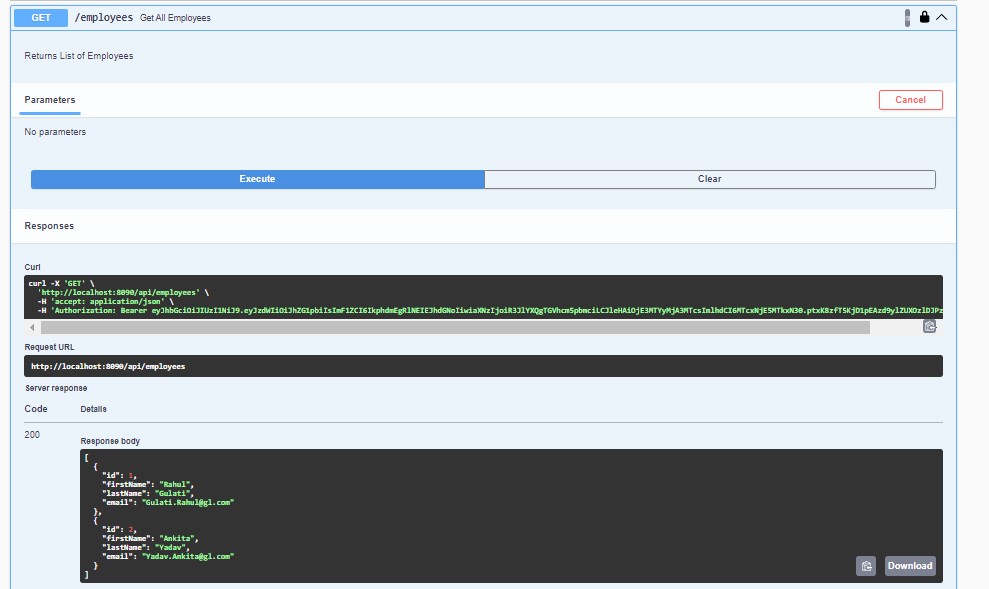 GET /employees Get All Employees
Returns List of Employees
Parameters Cancel
No parameters
Execute Clear
Responses
Curl
curl -X 'GET' \
'http://localhost:8090/api/employees' \
-H 'accept: application/json' \
-H 'Authorization: Bearer
Request URL
http://localhost:8090/api/employees
Server response
Code Details
200
Response body
[
{
"id": 1,
"firstName": "Rahul",
"lastName": "Gulati",
"email": "Gulati.Rahul@gl.com"
},
{
"id": 2,
"firstName": "Ankita",
"lastName": "Yadav",
"email": "Yadav.Ankita@gl.com"
}
]
Download